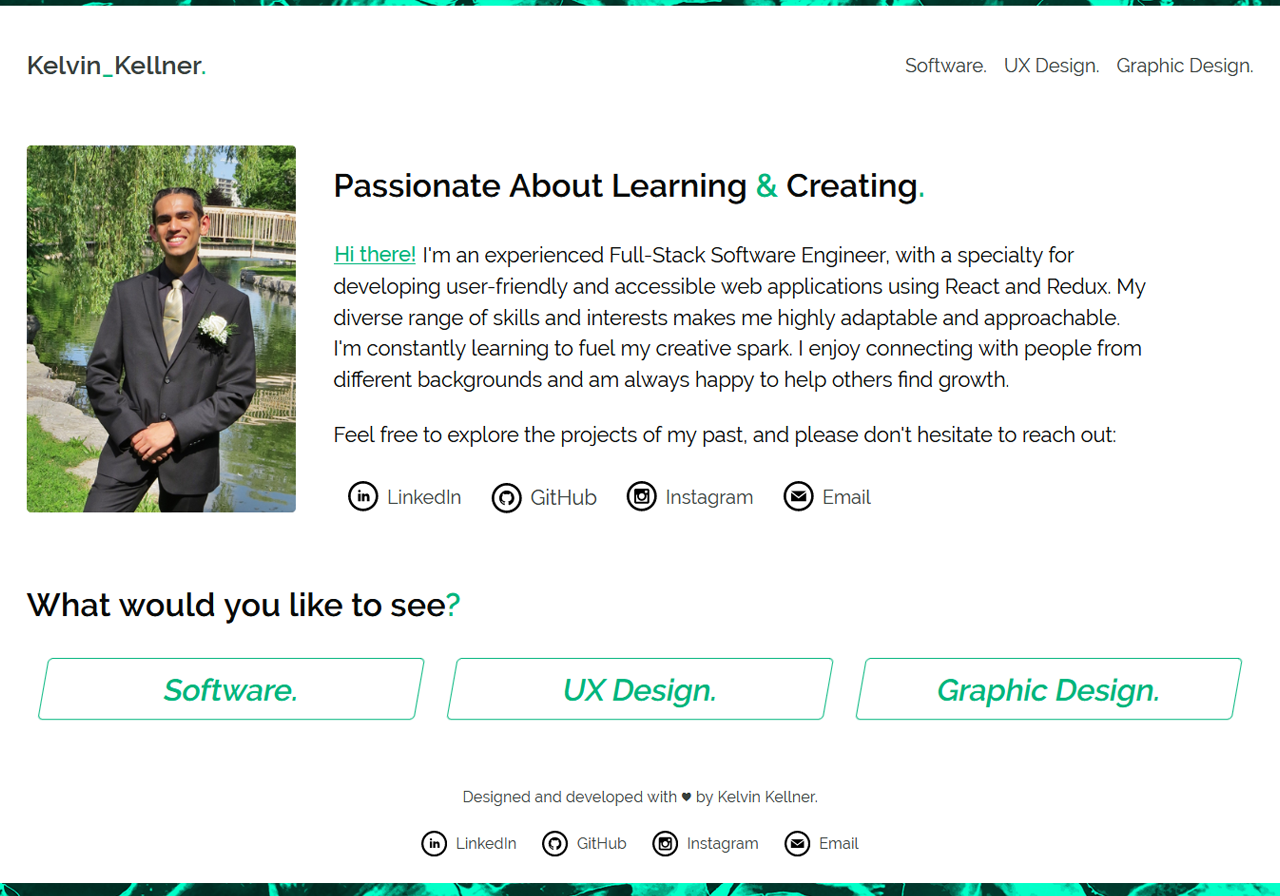 Kelvin_Kellner.
Software. UX Design. Graphic Design.
Passionate About Learning & Creating.
Hi there! I'm an experienced Full-Stack Software Engineer, with a specialty for
developing user-friendly and accessible web applications using React and Redux. My
diverse range of skills and interests makes me highly adaptable and approachable.
I'm constantly learning to fuel my creative spark. I enjoy connecting with people from
different backgrounds and am always happy to help others find growth.
Feel free to explore the projects of my past, and please don't hesitate to reach out:
in LinkedIn GitHub Instagram Email
What would you like to see?
Software. UX Design. Graphic Design.
Designed and developed with ♥ by Kelvin Kellner.
in LinkedIn GitHub Instagram Email